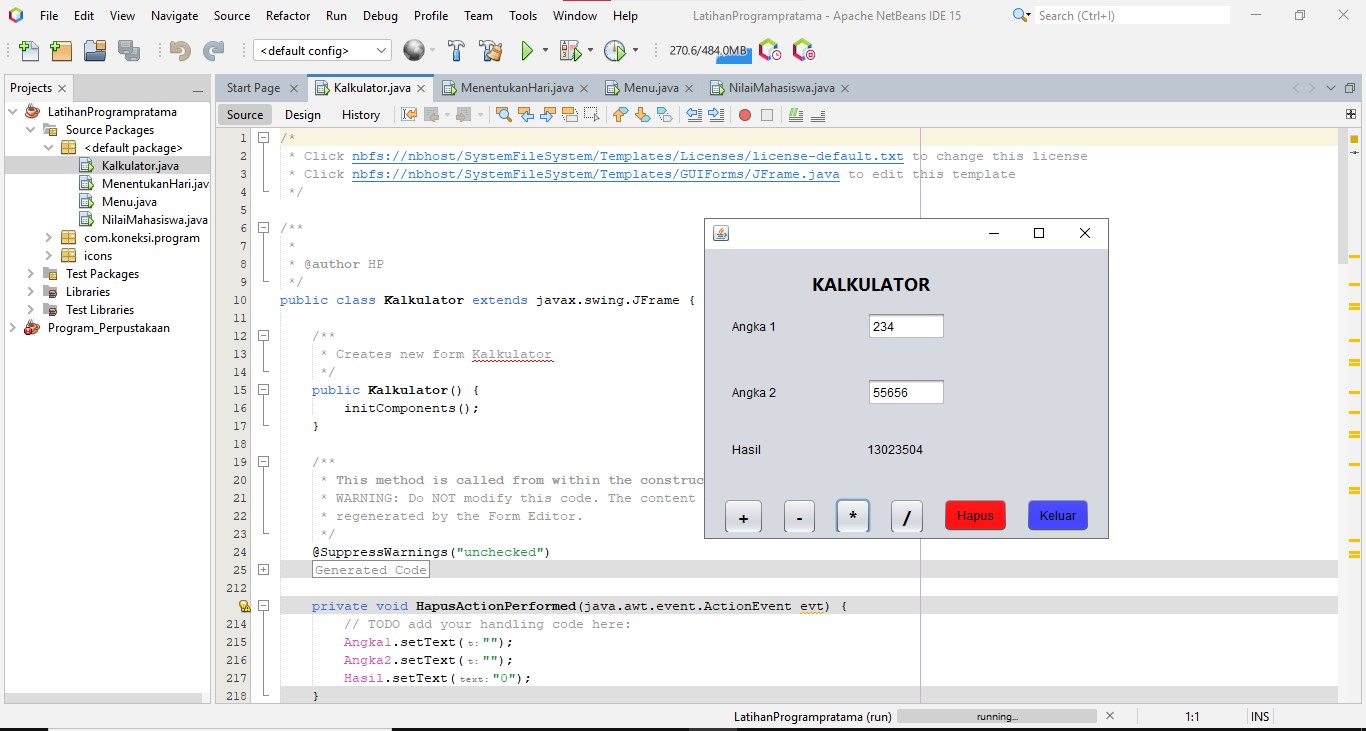 File Edit View Navigate Source Refactor Run Debug Profile Team Tools Window Help LatihanProgrampratama - Apache NetBeans IDE 15 Search (Ctrl+I)
<default config> 270.6/484.0MB
Projects Start Page Kalkulator.java MenentukanHari.java Menu.java NilaiMahasiswa.java
Source Design History
LatihanProgrampratama
Source Packages
<default package>
Kalkulator.java
MenentukanHari.jav
Menu.java
NilaiMahasiswa.java
com.koneksi.program
icons
Test Packages
Libraries
Test Libraries
Program_Perpustakaan
1 /*
2 * Click nbfs://nbhost/SystemFileSystem/Templates/Licenses/license-default.txt to change this license
3 * Click nbfs://nbhost/SystemFileSystem/Templates/GUIForms/JFrame.java to edit this template
4 */
5
6 /**
7 *
8 * @author HP
9 */
10 public class Kalkulator extends javax.swing.JFrame {
11
12 /**
13 * Creates new form Kalkulator
14 */
15 public Kalkulator() {
16 initComponents();
17 }
18
19 /**
20 * This method is called from within the construc
21 * WARNING: Do NOT modify this code. The content
22 * regenerated by the Form Editor.
23 */
24 @SuppressWarnings("unchecked")
25 Generated Code
212
private void HapusActionPerformed(java.awt.event.ActionEvent evt) {
214 // TODO add your handling code here:
215 Angka1.setText(t:"");
216 Angka2.setText(t:"");
217 Hasil.setText(text:"0");
218 }
KALKULATOR
Angka 1 234
Angka 2 55656
Hasil 13023504
+ - * / Hapus Keluar
LatihanProgrampratama (run) running... 1:1 INS